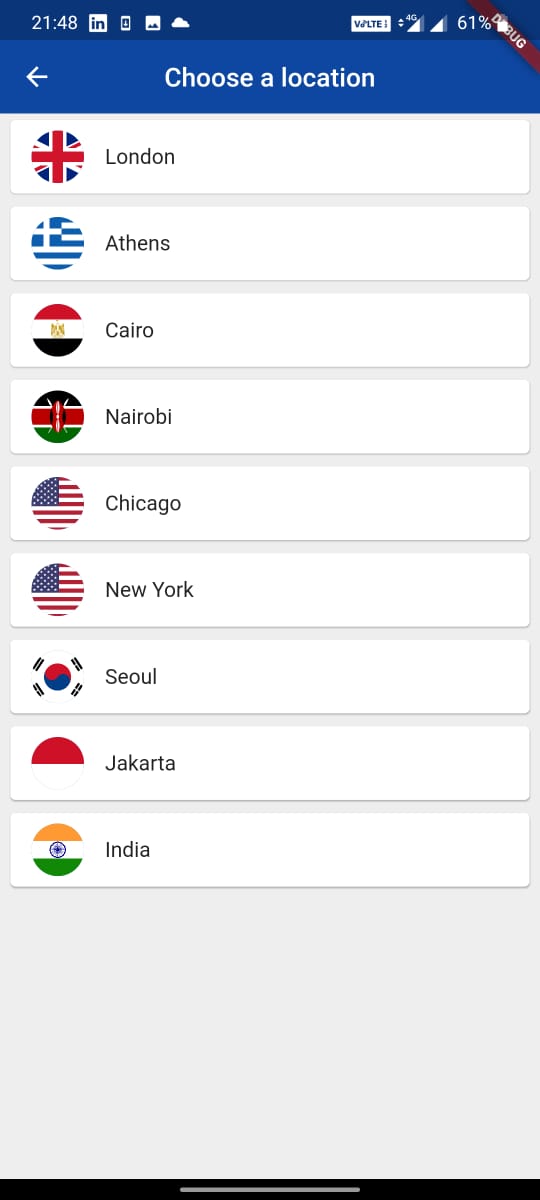 21:48 in VoLTE 4G 61% DEBUG
Choose a location
London
Athens
Cairo
Nairobi
Chicago
New York
Seoul
Jakarta
India